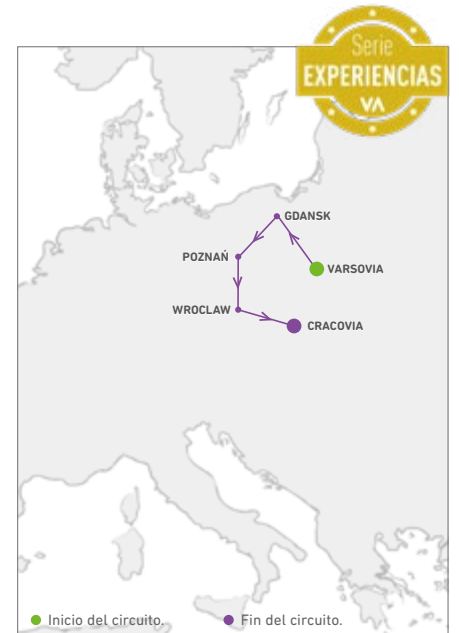 Serie
EXPERIENCIAS
VA
GDANSK
POZNAŃ
VARSOVIA
WROCLAW
CRACOVIA
Inicio del circuito.
Fin del circuito.